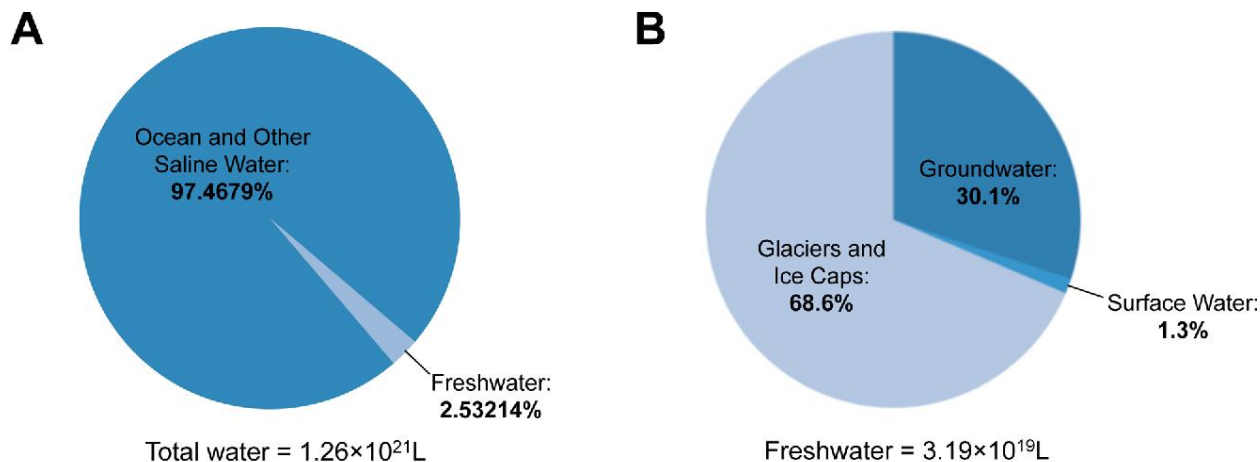 A
Ocean and Other
Saline Water:
97.4679%
Freshwater:
2.53214%
Total water = 1.26×10²¹L
B
Groundwater:
30.1%
Glaciers and
Ice Caps:
68.6%
Surface Water:
1.3%
Freshwater = 3.19×10¹⁹L